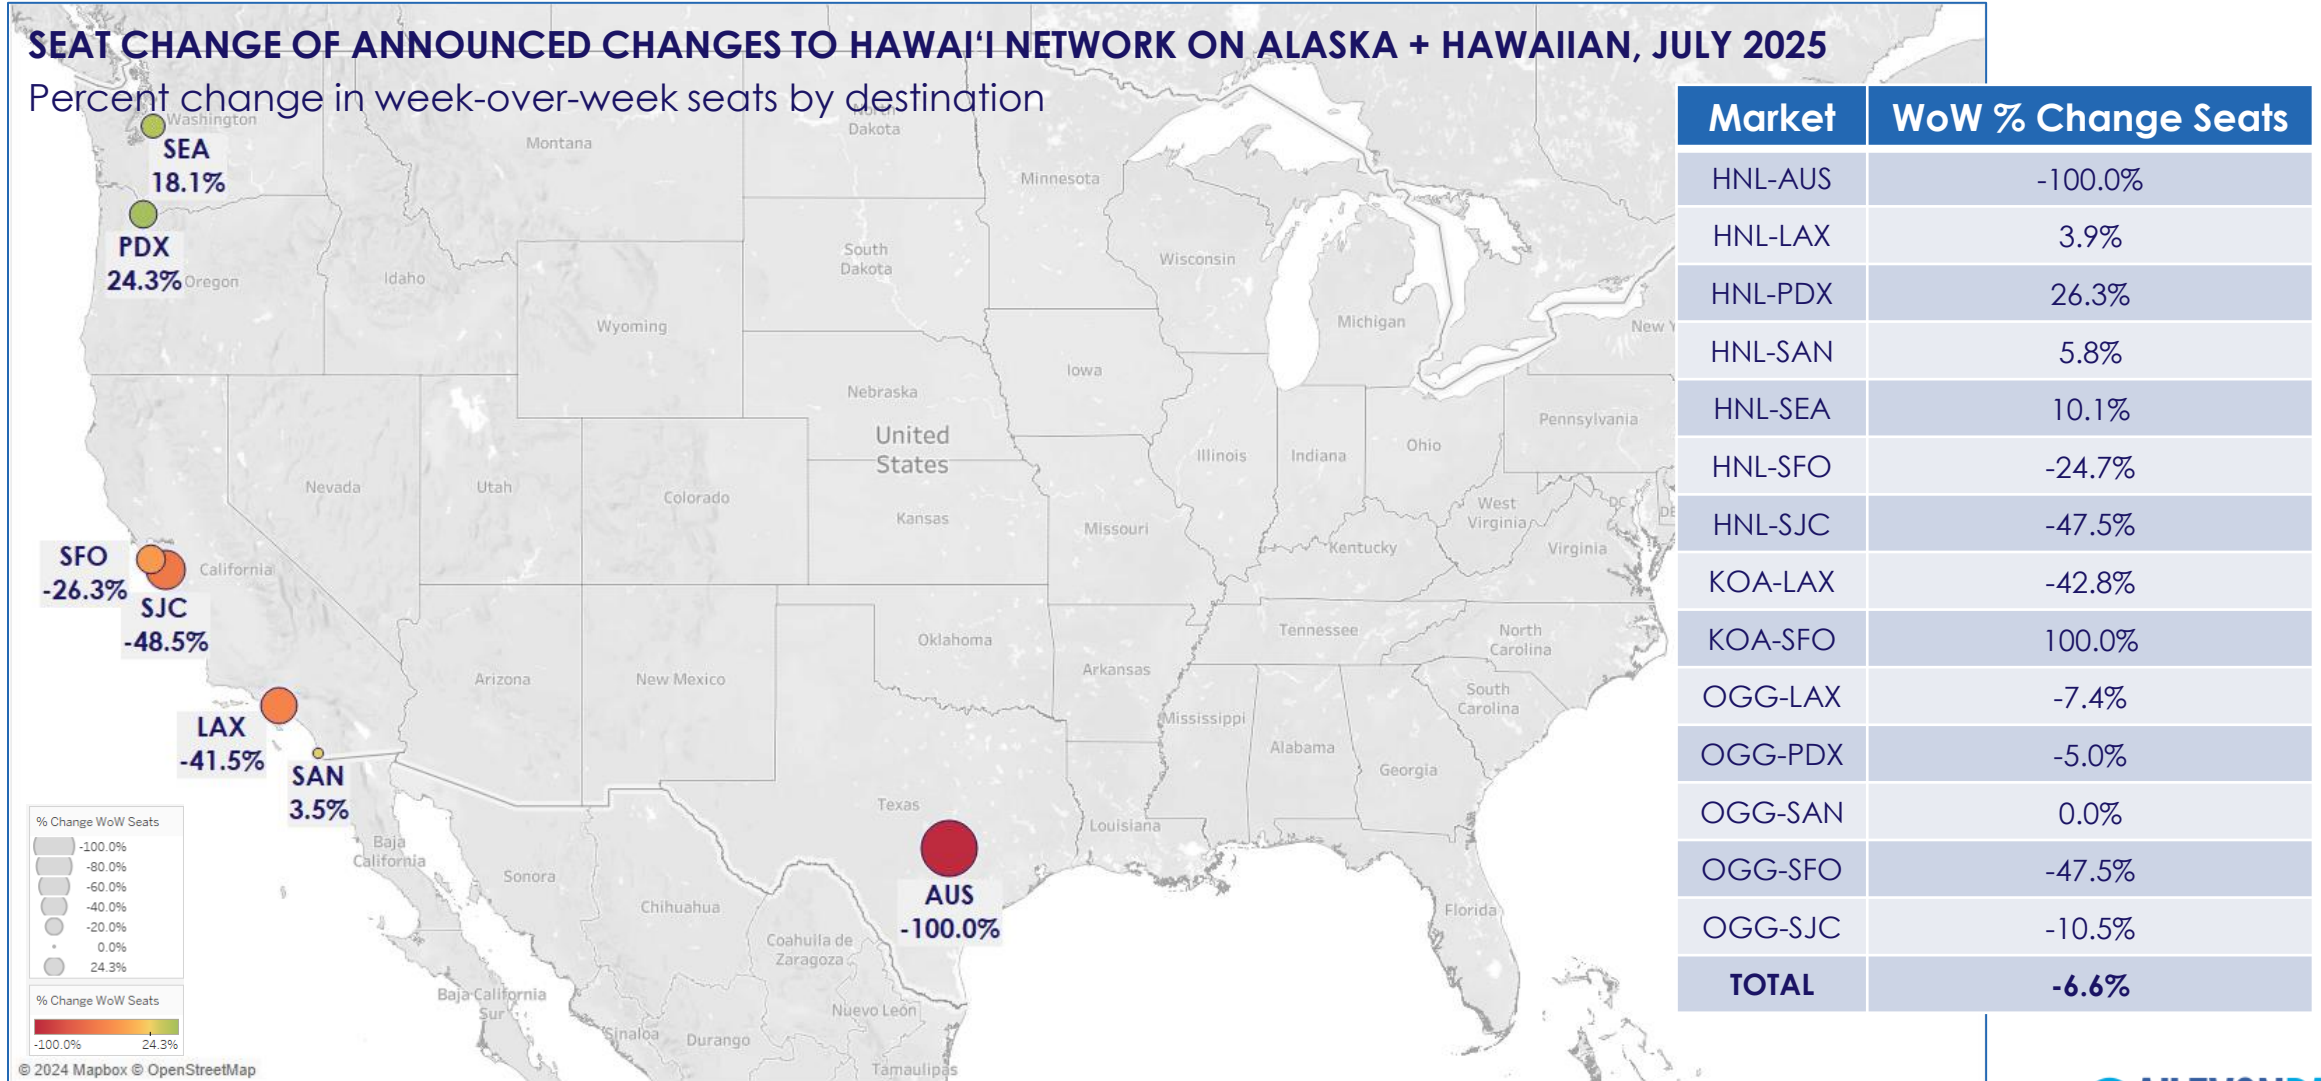 SEAT CHANGE OF ANNOUNCED CHANGES TO HAWAI‘I NETWORK ON ALASKA + HAWAIIAN, JULY 2025
Percent change in week-over-week seats by destination
Washington
SEA
18.1%
PDX
24.3%
Oregon
Idaho
Montana
North
Dakota
Minnesota
South
Dakota
Wisconsin
Wyoming
Michigan
New Y
Iowa
Nebraska
Pennsylvania
United
States
Illinois
Indiana
Ohio
Nevada
Utah
Colorado
Kansas
Missouri
West
Virginia
DC
DE
Kentucky
Virginia
SFO
-26.3%
California
SJC
-48.5%
Oklahoma
Tennessee
North
Carolina
Arizona
New Mexico
Arkansas
South
Carolina
LAX
-41.5%
Mississippi
Alabama
Georgia
SAN
3.5%
Texas
Louisiana
Baja
California
Sonora
Chihuahua
AUS
-100.0%
Florida
Coahuila de
Zaragoza
Baja California
Sur
Nuevo León
Sinaloa
Durango
Tamaulipas
% Change WoW Seats
-100.0%
-80.0%
-60.0%
-40.0%
-20.0%
0.0%
24.3%
% Change WoW Seats
-100.0% 24.3%
© 2024 Mapbox © OpenStreetMap
Market WoW % Change Seats
HNL-AUS -100.0%
HNL-LAX 3.9%
HNL-PDX 26.3%
HNL-SAN 5.8%
HNL-SEA 10.1%
HNL-SFO -24.7%
HNL-SJC -47.5%
KOA-LAX -42.8%
KOA-SFO 100.0%
OGG-LAX -7.4%
OGG-PDX -5.0%
OGG-SAN 0.0%
OGG-SFO -47.5%
OGG-SJC -10.5%
TOTAL -6.6%